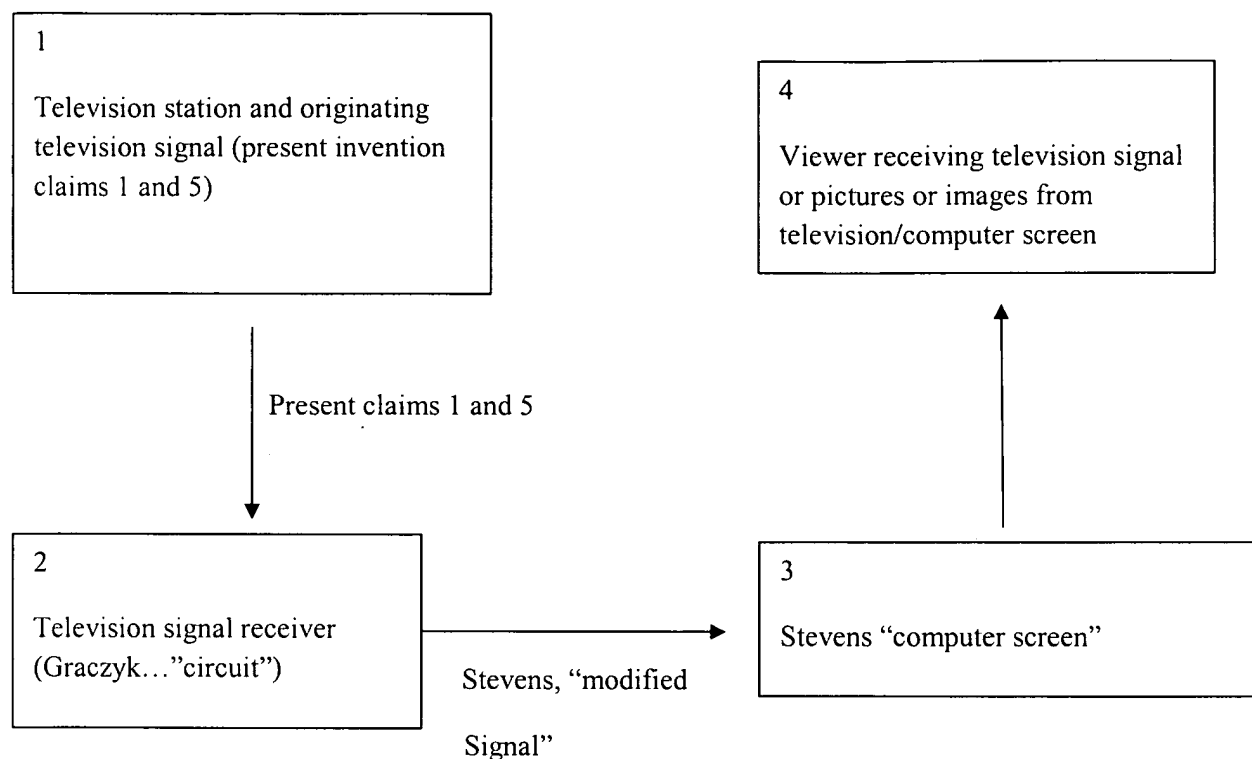 1
Television station and originating
television signal (present invention
claims 1 and 5)
Present claims 1 and 5
2
Television signal receiver
(Graczyk…”circuit”)
Stevens, “modified
Signal”
3
Stevens “computer screen”
4
Viewer receiving television signal
or pictures or images from
television/computer screen